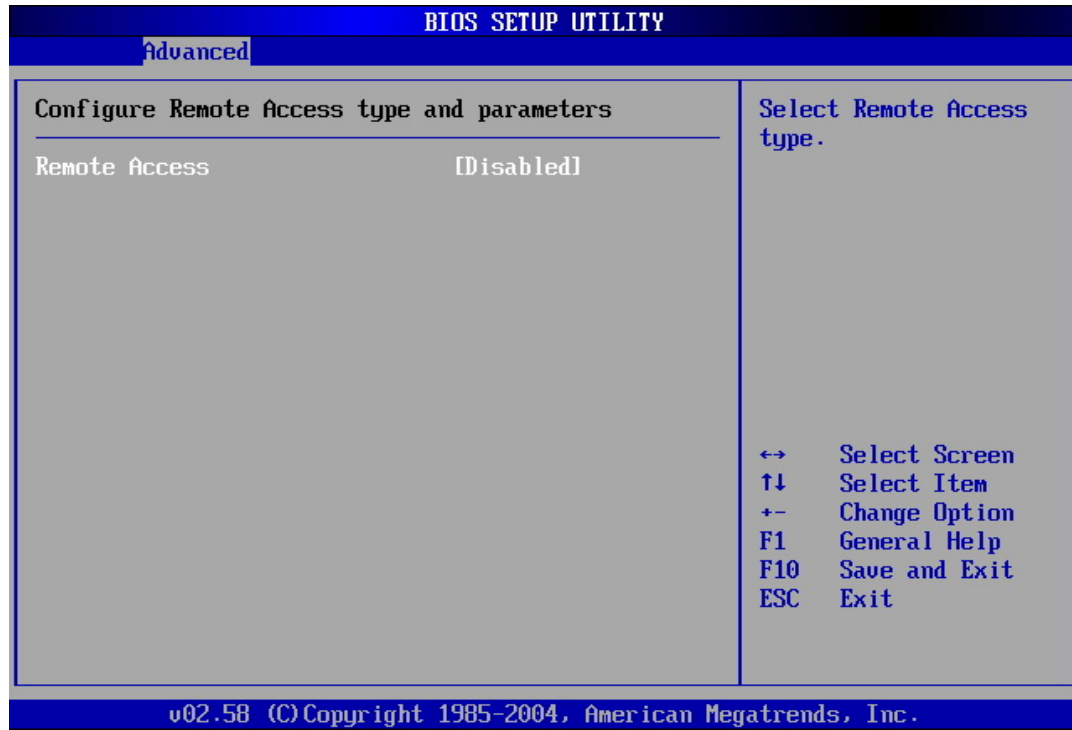 BIOS SETUP UTILITY
Advanced
Configure Remote Access type and parameters
Remote Access [Disabled]
Select Remote Access
type.
↔ Select Screen
↑↓ Select Item
+- Change Option
F1 General Help
F10 Save and Exit
ESC Exit
v02.58 (C)Copyright 1985-2004, American Megatrends, Inc.